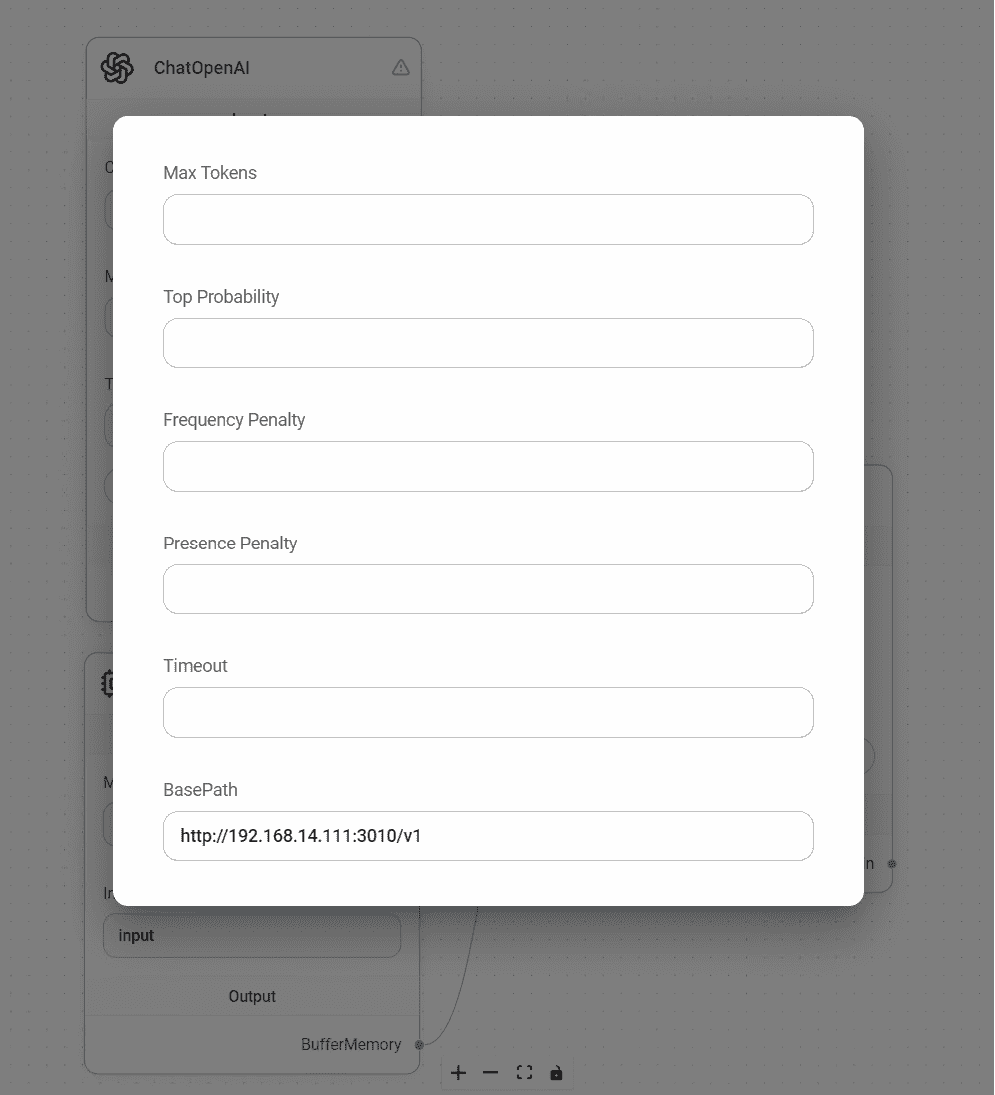 ChatOpenAI
Max Tokens
Top Probability
Frequency Penalty
Presence Penalty
Timeout
BasePath
http://192.168.14.111:3010/v1
input
Output
BufferMemory